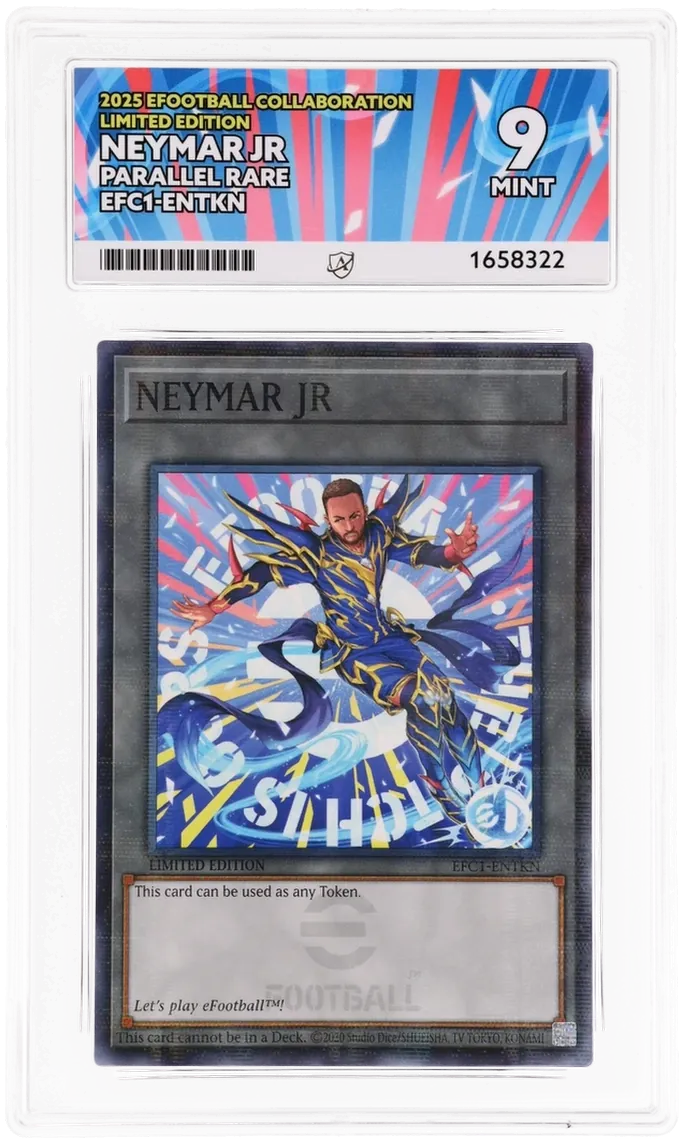 2025 EFOOTBALL COLLABORATION
LIMITED EDITION
NEYMAR JR
PARALLEL RARE
EFC1-ENTKN
9
MINT
1658322
NEYMAR JR
LIMITED EDITION
EFC1-ENTKN
This card can be used as any Token.
FOOTBALL
Let's play eFootball™!
This card cannot be in a Deck. ©2020 Studio Dice/SHUEISHA, TV TOKYO, KONAMI